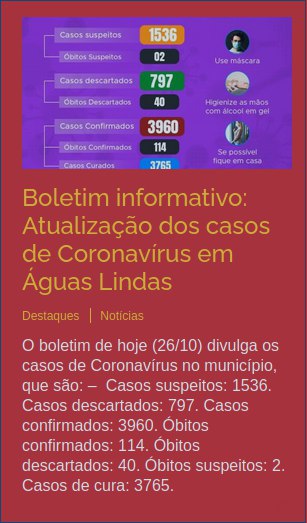 Casos suspeitos 1536
Óbitos Suspeitos 02
Casos descartados 797
Óbitos Descartados 40
Casos Confirmados 3960
Óbitos Confirmados 114
Casos Curados 3765
Use máscara
Higienize as mãos
com álcool em gel
Se possível
fique em casa
Boletim informativo:
Atualização dos casos
de Coronavírus em
Águas Lindas
Destaques | Notícias
O boletim de hoje (26/10) divulga os
casos de Coronavírus no município,
que são: – Casos suspeitos: 1536.
Casos descartados: 797. Casos
confirmados: 3960. Óbitos
confirmados: 114. Óbitos
descartados: 40. Óbitos suspeitos: 2.
Casos de cura: 3765.